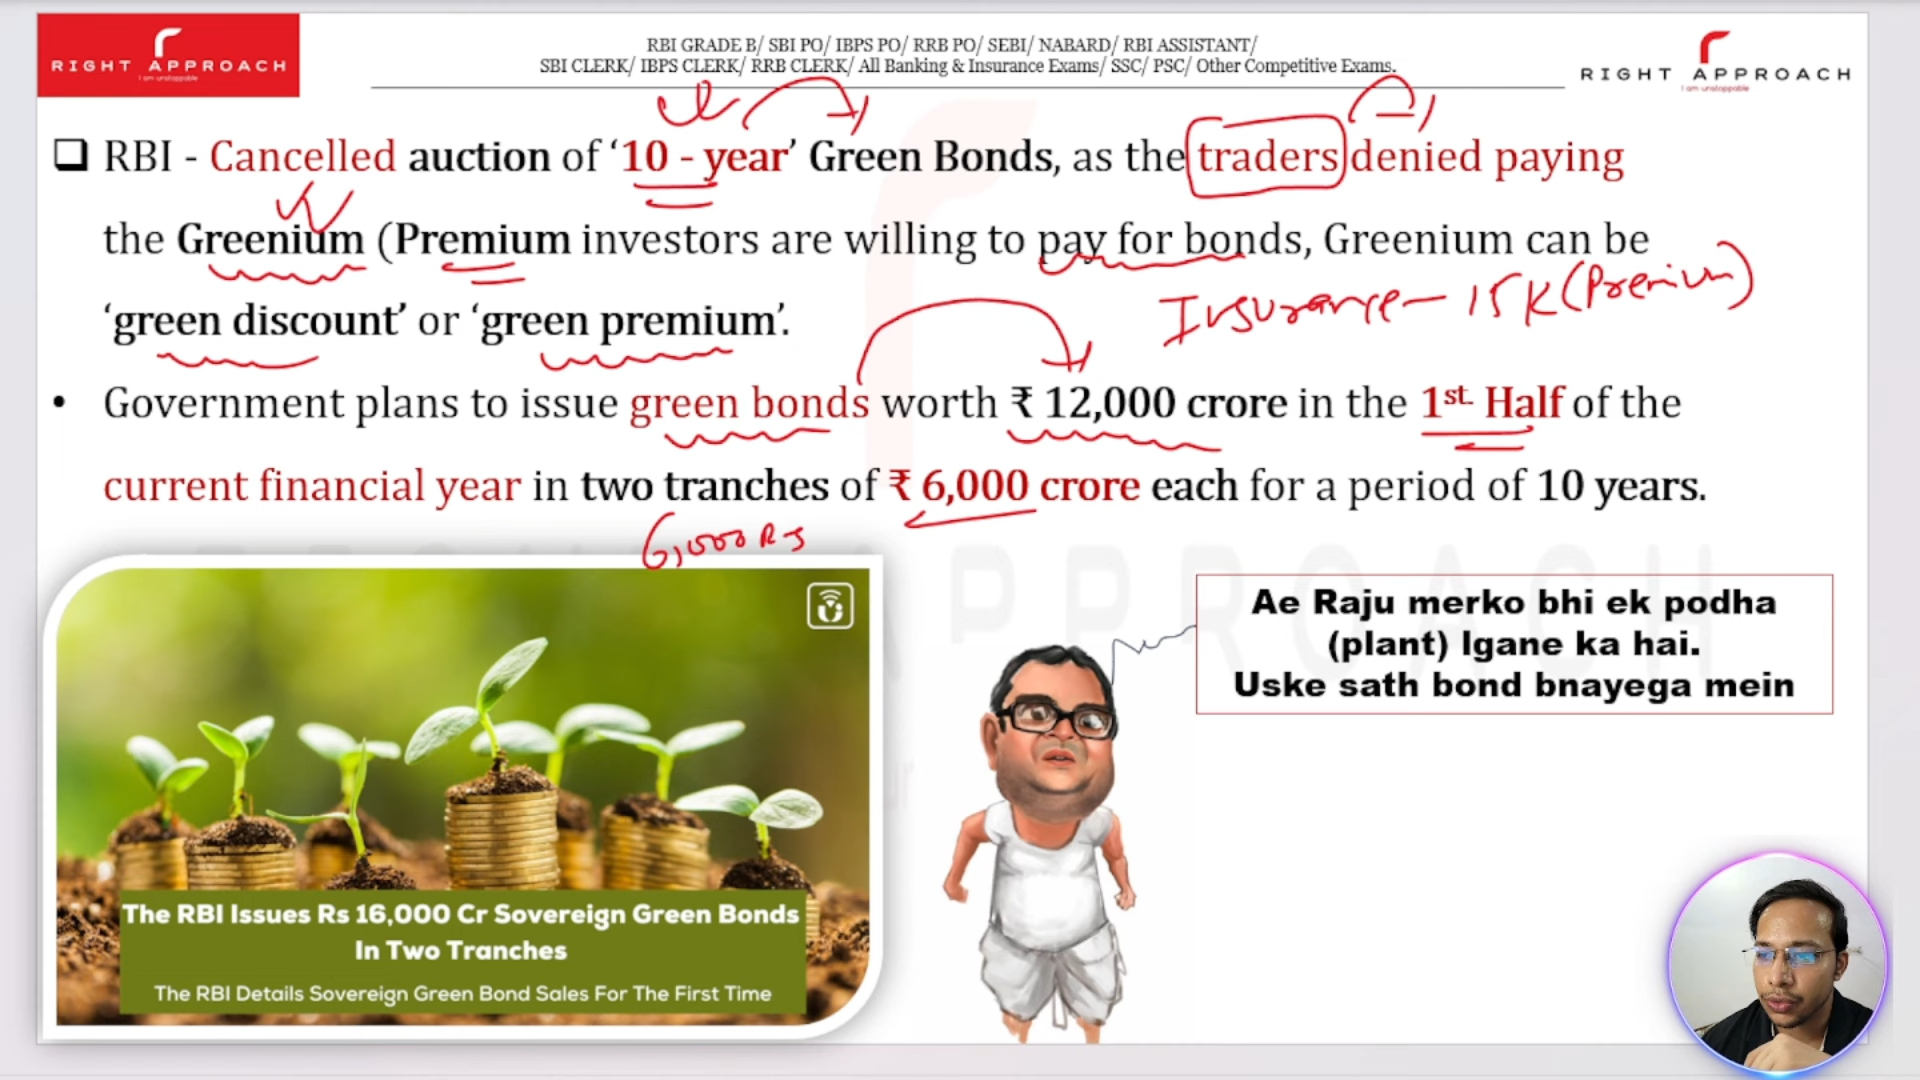 RIGHT APPROACH
I am unstoppable
RBI GRADE B/ SBI PO/ IBPS PO/ RRB PO/ SEBI/ NABARD/ RBI ASSISTANT/
SBI CLERK/ IBPS CLERK/ RRB CLERK/ All Banking & Insurance Exams/ SSC/ PSC/ Other Competitive Exams.
RIGHT APPROACH
I am unstoppable
❑ RBI - Cancelled auction of ‘10 - year’ Green Bonds, as the traders denied paying
the Greenium (Premium investors are willing to pay for bonds, Greenium can be
‘green discount’ or ‘green premium’.
Insurance - 15K (Premium)
• Government plans to issue green bonds worth ₹ 12,000 crore in the 1st Half of the
current financial year in two tranches of ₹ 6,000 crore each for a period of 10 years.
6,000 Rs
Ae Raju merko bhi ek podha
(plant) lgane ka hai.
Uske sath bond bnayega mein
The RBI Issues Rs 16,000 Cr Sovereign Green Bonds
In Two Tranches
The RBI Details Sovereign Green Bond Sales For The First Time